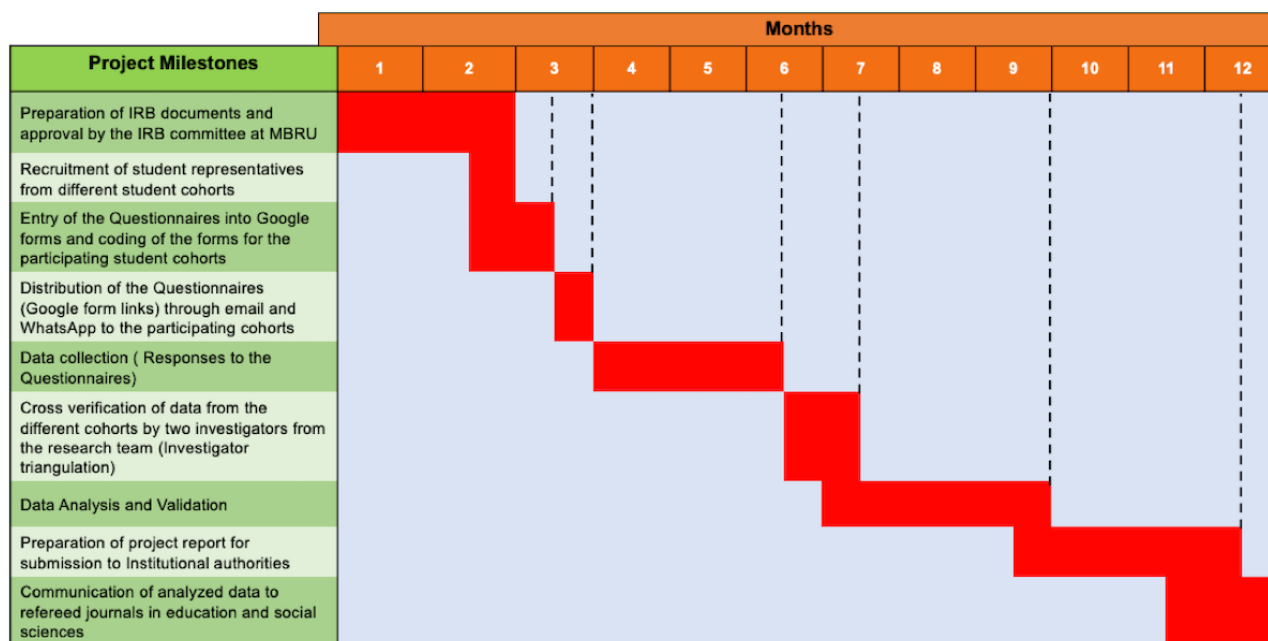 Months
Project Milestones
1 2 3 4 5 6 7 8 9 10 11 12
Preparation of IRB documents and
approval by the IRB committee at MBRU
Recruitment of student representatives
from different student cohorts
Entry of the Questionnaires into Google
forms and coding of the forms for the
participating student cohorts
Distribution of the Questionnaires
(Google form links) through email and
WhatsApp to the participating cohorts
Data collection ( Responses to the
Questionnaires)
Cross verification of data from the
different cohorts by two investigators from
the research team (Investigator
triangulation)
Data Analysis and Validation
Preparation of project report for
submission to Institutional authorities
Communication of analyzed data to
refereed journals in education and social
sciences